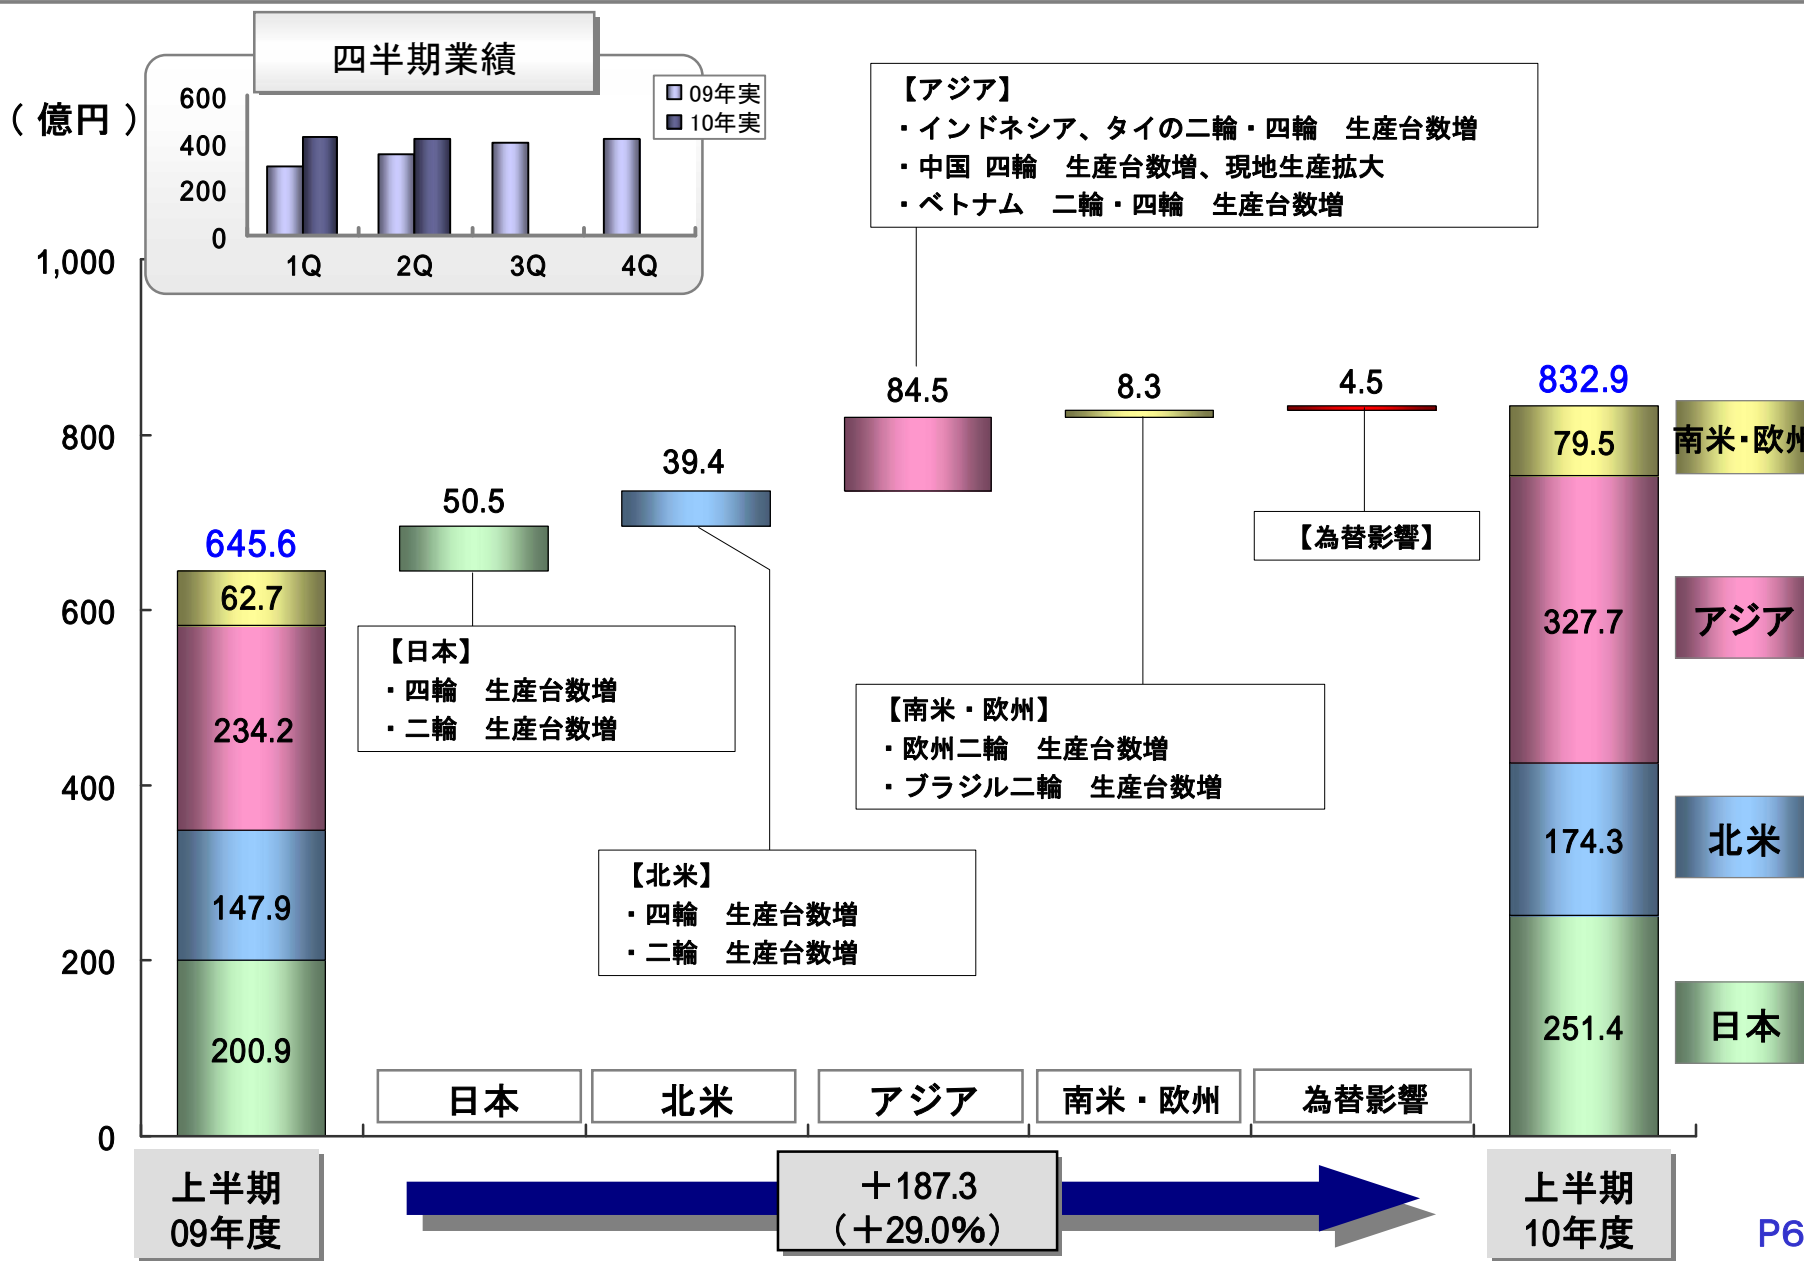 四半期業績
（億円）
600
400
200
0
1Q 2Q 3Q 4Q
09年実
10年実
【アジア】
・インドネシア、タイの二輪・四輪　生産台数増
・中国 四輪　生産台数増、現地生産拡大
・ベトナム　二輪・四輪　生産台数増
1,000
800
600
400
200
0
645.6
62.7
234.2
147.9
200.9
50.5
【日本】
・四輪　生産台数増
・二輪　生産台数増
39.4
【北米】
・四輪　生産台数増
・二輪　生産台数増
84.5
8.3
【南米・欧州】
・欧州二輪　生産台数増
・ブラジル二輪　生産台数増
4.5
【為替影響】
832.9
79.5
327.7
174.3
251.4
南米・欧州
アジア
北米
日本
日本 北米 アジア 南米・欧州 為替影響
上半期
09年度
＋187.3
（＋29.0%）
上半期
10年度
P6